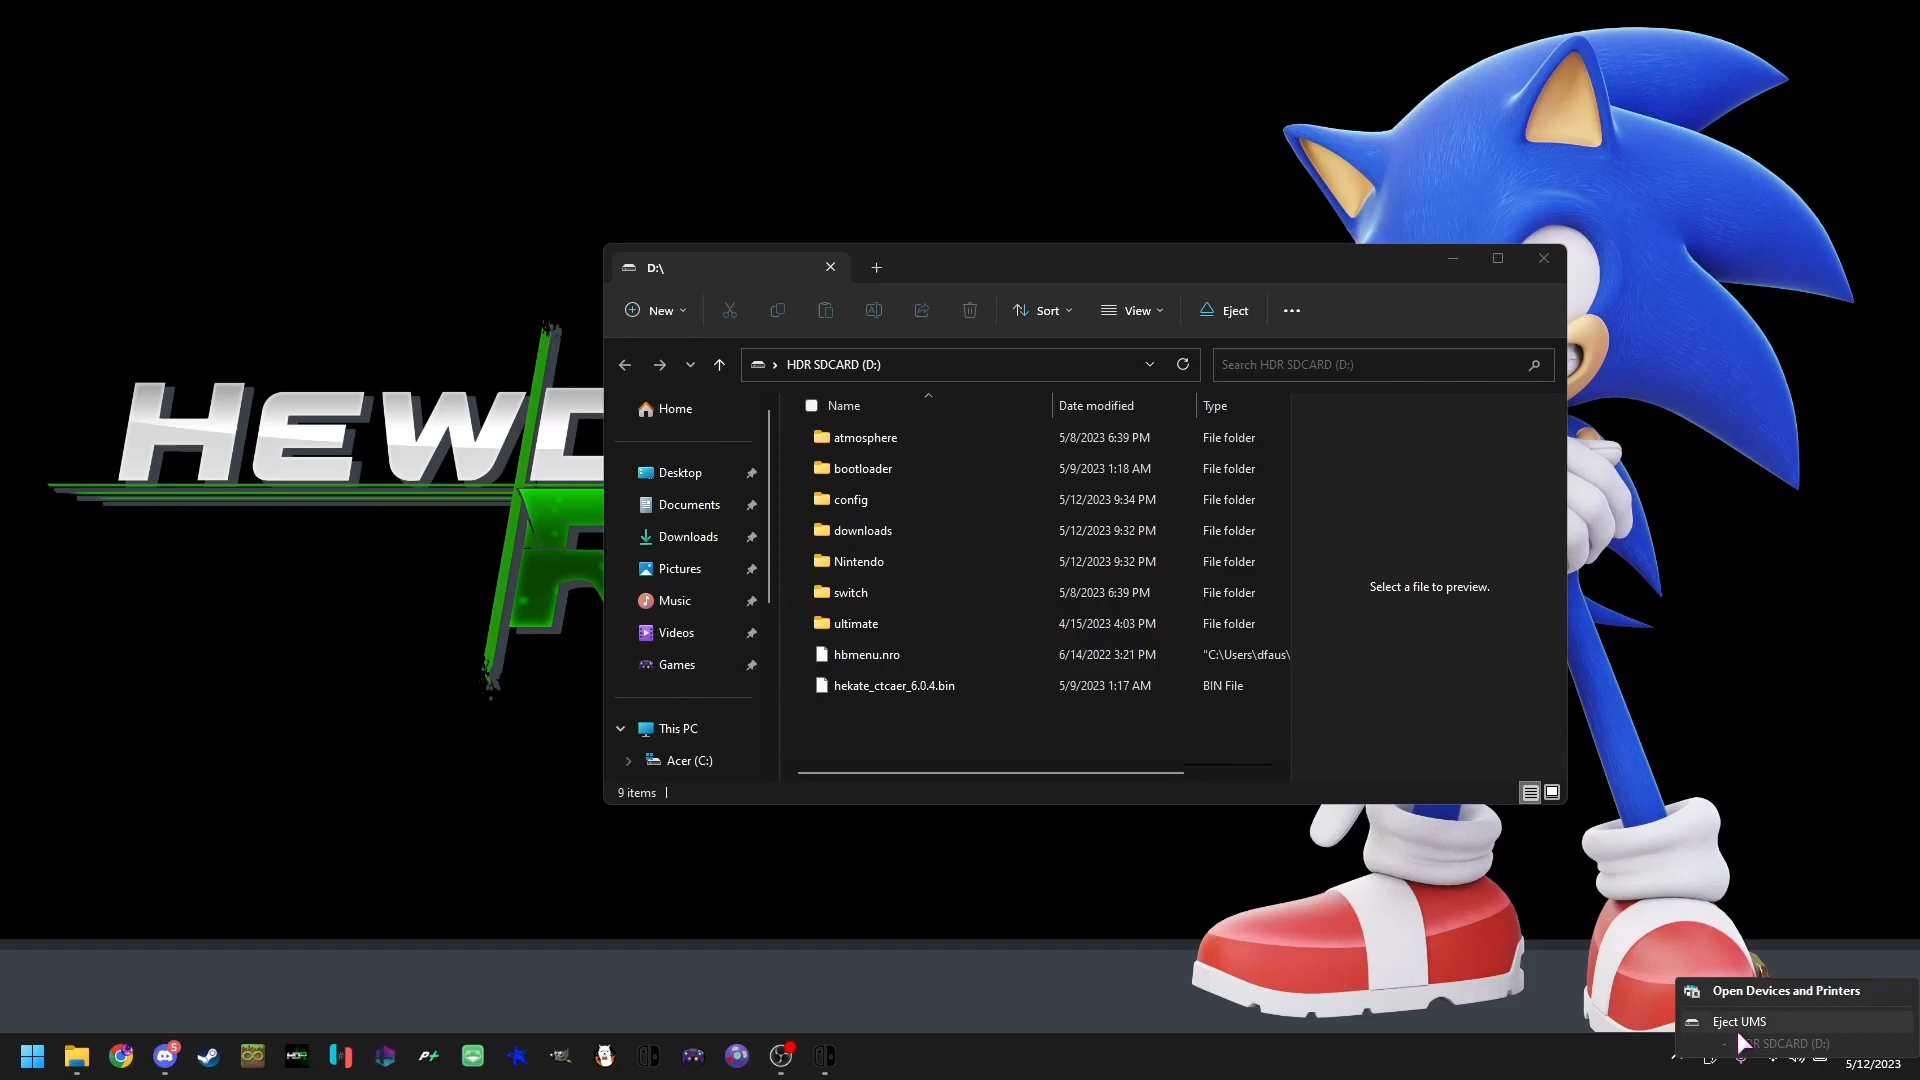 HEW
D:\
New
Sort
View
Eject
HDR SDCARD (D:)
Search HDR SDCARD (D:)
Home
Name
Date modified
Type
atmosphere
5/8/2023 6:39 PM
File folder
bootloader
5/9/2023 1:18 AM
File folder
config
5/12/2023 9:34 PM
File folder
downloads
5/12/2023 9:32 PM
File folder
Nintendo
5/12/2023 9:32 PM
File folder
switch
5/8/2023 6:39 PM
File folder
ultimate
4/15/2023 4:03 PM
File folder
hbmenu.nro
6/14/2022 3:21 PM
"C:\Users\dfaus\
hekate_ctcaer_6.0.4.bin
5/9/2023 1:17 AM
BIN File
Desktop
Documents
Downloads
Pictures
Music
Videos
Games
This PC
Acer (C:)
Select a file to preview.
9 items
Open Devices and Printers
Eject UMS
SDCARD (D:)
5
HDR
P+
5/12/2023